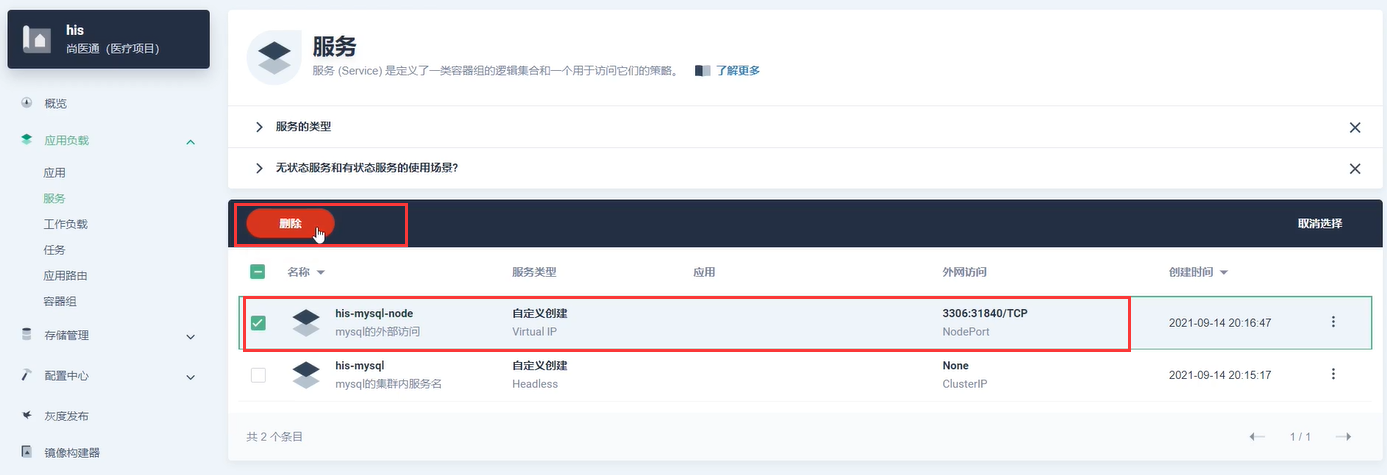 his
尚医通（医疗项目）
概览
应用负载
应用
服务
工作负载
任务
应用路由
容器组
存储管理
配置中心
灰度发布
镜像构建器
服务
服务 (Service) 是定义了一类容器组的逻辑集合和一个用于访问它们的策略。 了解更多
服务的类型
无状态服务和有状态服务的使用场景?
删除 取消选择
名称 服务类型 应用 外网访问 创建时间
his-mysql-node 自定义创建 3306:31840/TCP 2021-09-14 20:16:47
mysql的外部访问 Virtual IP NodePort
his-mysql 自定义创建 None 2021-09-14 20:15:17
mysql的集群内服务名 Headless ClusterIP
共 2 个条目 1 / 1